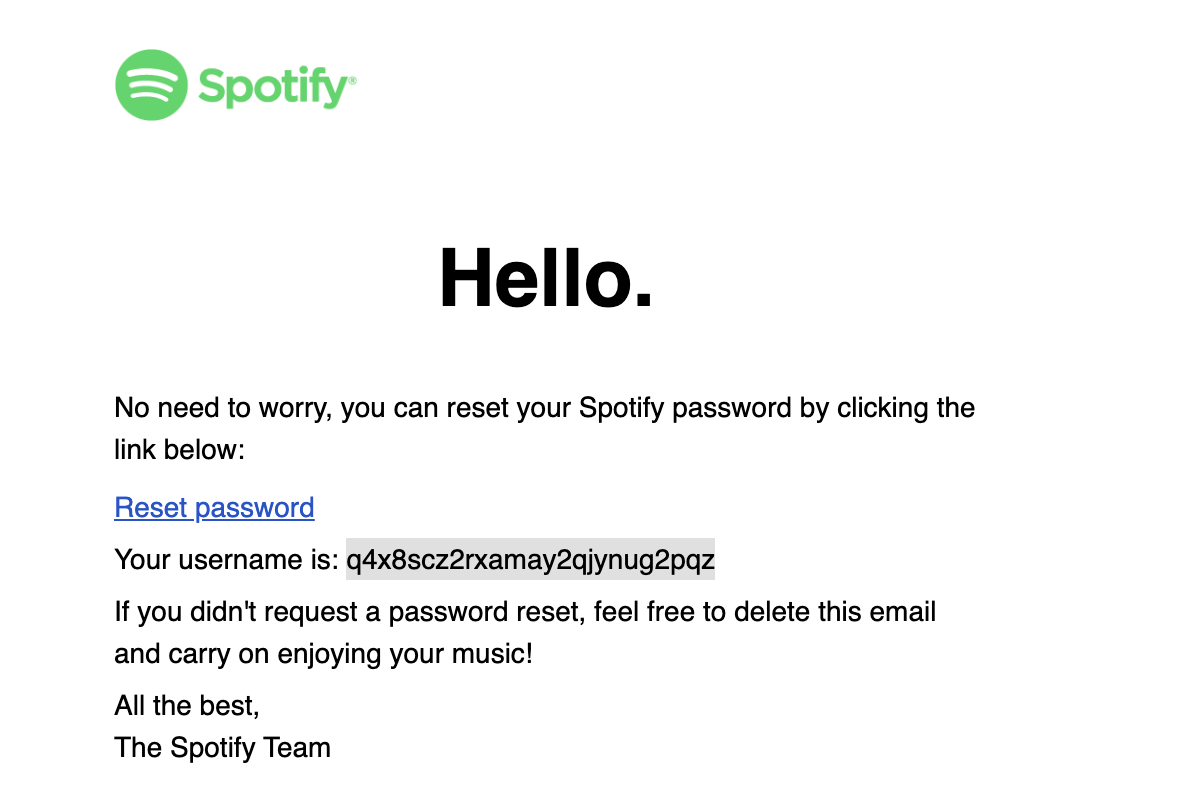 Spotify®
Hello.
No need to worry, you can reset your Spotify password by clicking the
link below:
Reset password
Your username is: q4x8scz2rxamay2qjynug2pqz
If you didn't request a password reset, feel free to delete this email
and carry on enjoying your music!
All the best,
The Spotify Team